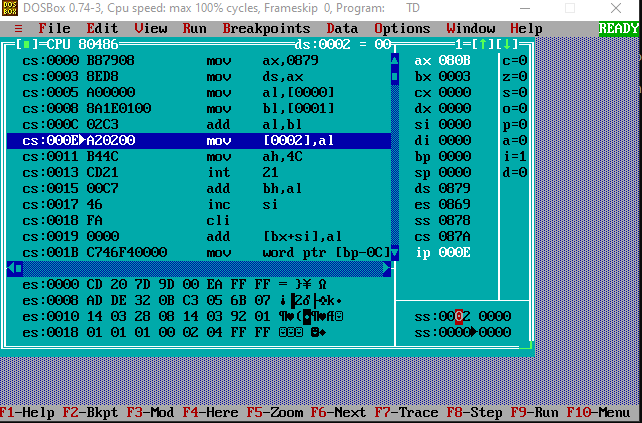 DOSBox 0.74-3, Cpu speed: max 100% cycles, Frameskip 0, Program: TD
≡ File Edit View Run Breakpoints Data Options Window Help READY
[■]=CPU 80486 ds:0002 = 00 1=[↑][↓]
cs:0000 B87908 mov ax,0879
cs:0003 8ED8 mov ds,ax
cs:0005 A00000 mov al,[0000]
cs:0008 8A1E0100 mov bl,[0001]
cs:000C 02C3 add al,bl
cs:000E►A20200 mov [0002],al
cs:0011 B44C mov ah,4C
cs:0013 CD21 int 21
cs:0015 00C7 add bh,al
cs:0017 46 inc si
cs:0018 FA cli
cs:0019 0000 add [bx+si],al
cs:001B C746F40000 mov word ptr [bp-0C]
ax 080B c=0
bx 0003 z=0
cx 0000 s=0
dx 0000 o=0
si 0000 p=0
di 0000 a=0
bp 0000 i=1
sp 0000 d=0
ds 0879
es 0869
ss 0878
cs 087A
ip 000E
es:0000 CD 20 7D 9D 00 EA FF FF = }¥ Ω
es:0008 AD DE 32 0B C3 05 6B 07
es:0010 14 03 28 08 14 03 92 01
es:0018 01 01 01 00 02 04 FF FF
ss:0002 0000
ss:0000►0000
F1-Help F2-Bkpt F3-Mod F4-Here F5-Zoom F6-Next F7-Trace F8-Step F9-Run F10-Menu